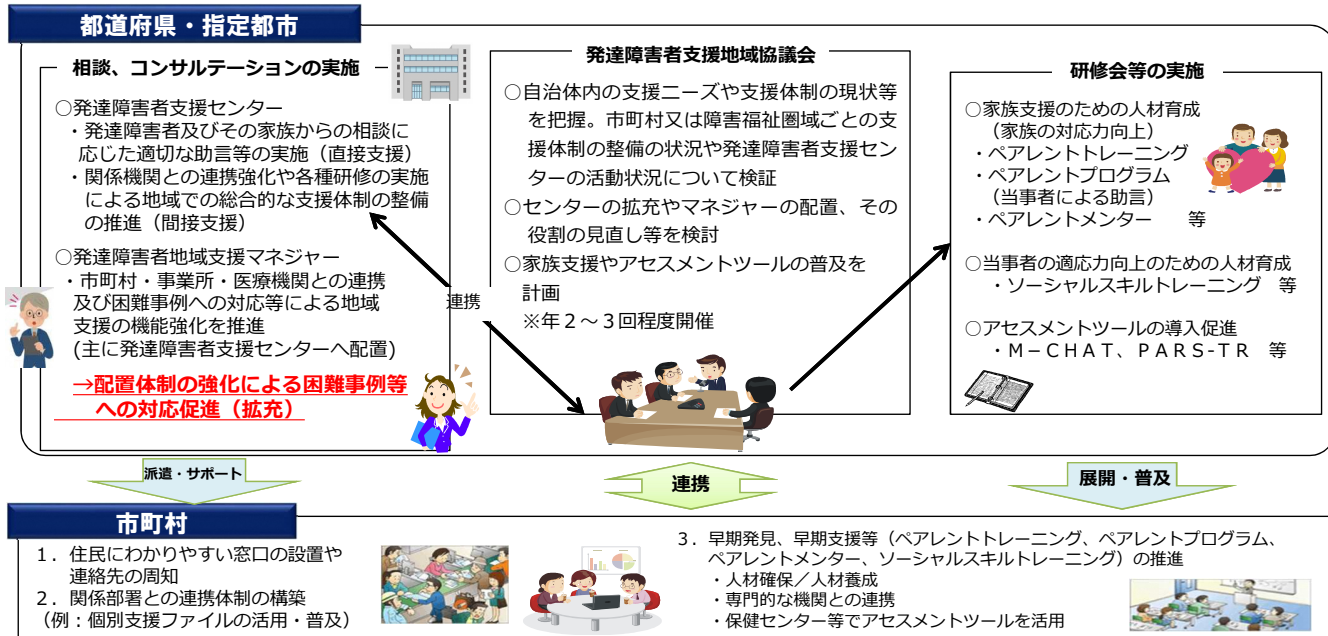 都道府県・指定都市
相談、コンサルテーションの実施
○発達障害者支援センター
・発達障害者及びその家族からの相談に
応じた適切な助言等の実施（直接支援）
・関係機関との連携強化や各種研修の実施
による地域での総合的な支援体制の整備
の推進（間接支援）
○発達障害者地域支援マネジャー
・市町村・事業所・医療機関との連携
及び困難事例への対応等による地域
支援の機能強化を推進
(主に発達障害者支援センターへ配置)
→配置体制の強化による困難事例等
への対応促進（拡充）
連携
発達障害者支援地域協議会
○自治体内の支援ニーズや支援体制の現状等
を把握。市町村又は障害福祉圏域ごとの支
援体制の整備の状況や発達障害者支援セン
ターの活動状況について検証
○センターの拡充やマネジャーの配置、その
役割の見直し等を検討
○家族支援やアセスメントツールの普及を
計画
※年２～３回程度開催
研修会等の実施
○家族支援のための人材育成
（家族の対応力向上）
・ペアレントトレーニング
・ペアレントプログラム
（当事者による助言）
・ペアレントメンター　等
○当事者の適応力向上のための人材育成
・ソーシャルスキルトレーニング　等
○アセスメントツールの導入促進
・Ｍ－ＣＨＡＴ、ＰＡＲＳ-ＴＲ　等
派遣・サポート
連携
展開・普及
市町村
１．住民にわかりやすい窓口の設置や
連絡先の周知
２．関係部署との連携体制の構築
（例：個別支援ファイルの活用・普及）
３．早期発見、早期支援等（ペアレントトレーニング、ペアレントプログラム、
ペアレントメンター、ソーシャルスキルトレーニング）の推進
・人材確保／人材養成
・専門的な機関との連携
・保健センター等でアセスメントツールを活用